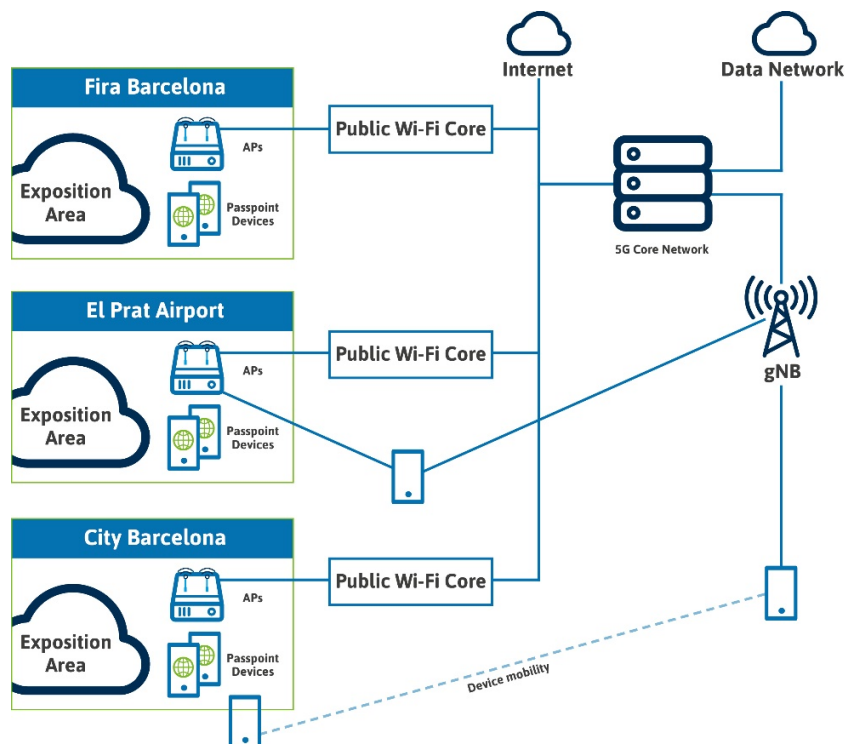 Internet
Data Network
Fira Barcelona
Public Wi-Fi Core
APs
Exposition
Area
Passpoint
Devices
5G Core Network
El Prat Airport
Public Wi-Fi Core
APs
gNB
Exposition
Area
Passpoint
Devices
City Barcelona
Public Wi-Fi Core
APs
Exposition
Area
Passpoint
Devices
Device mobility